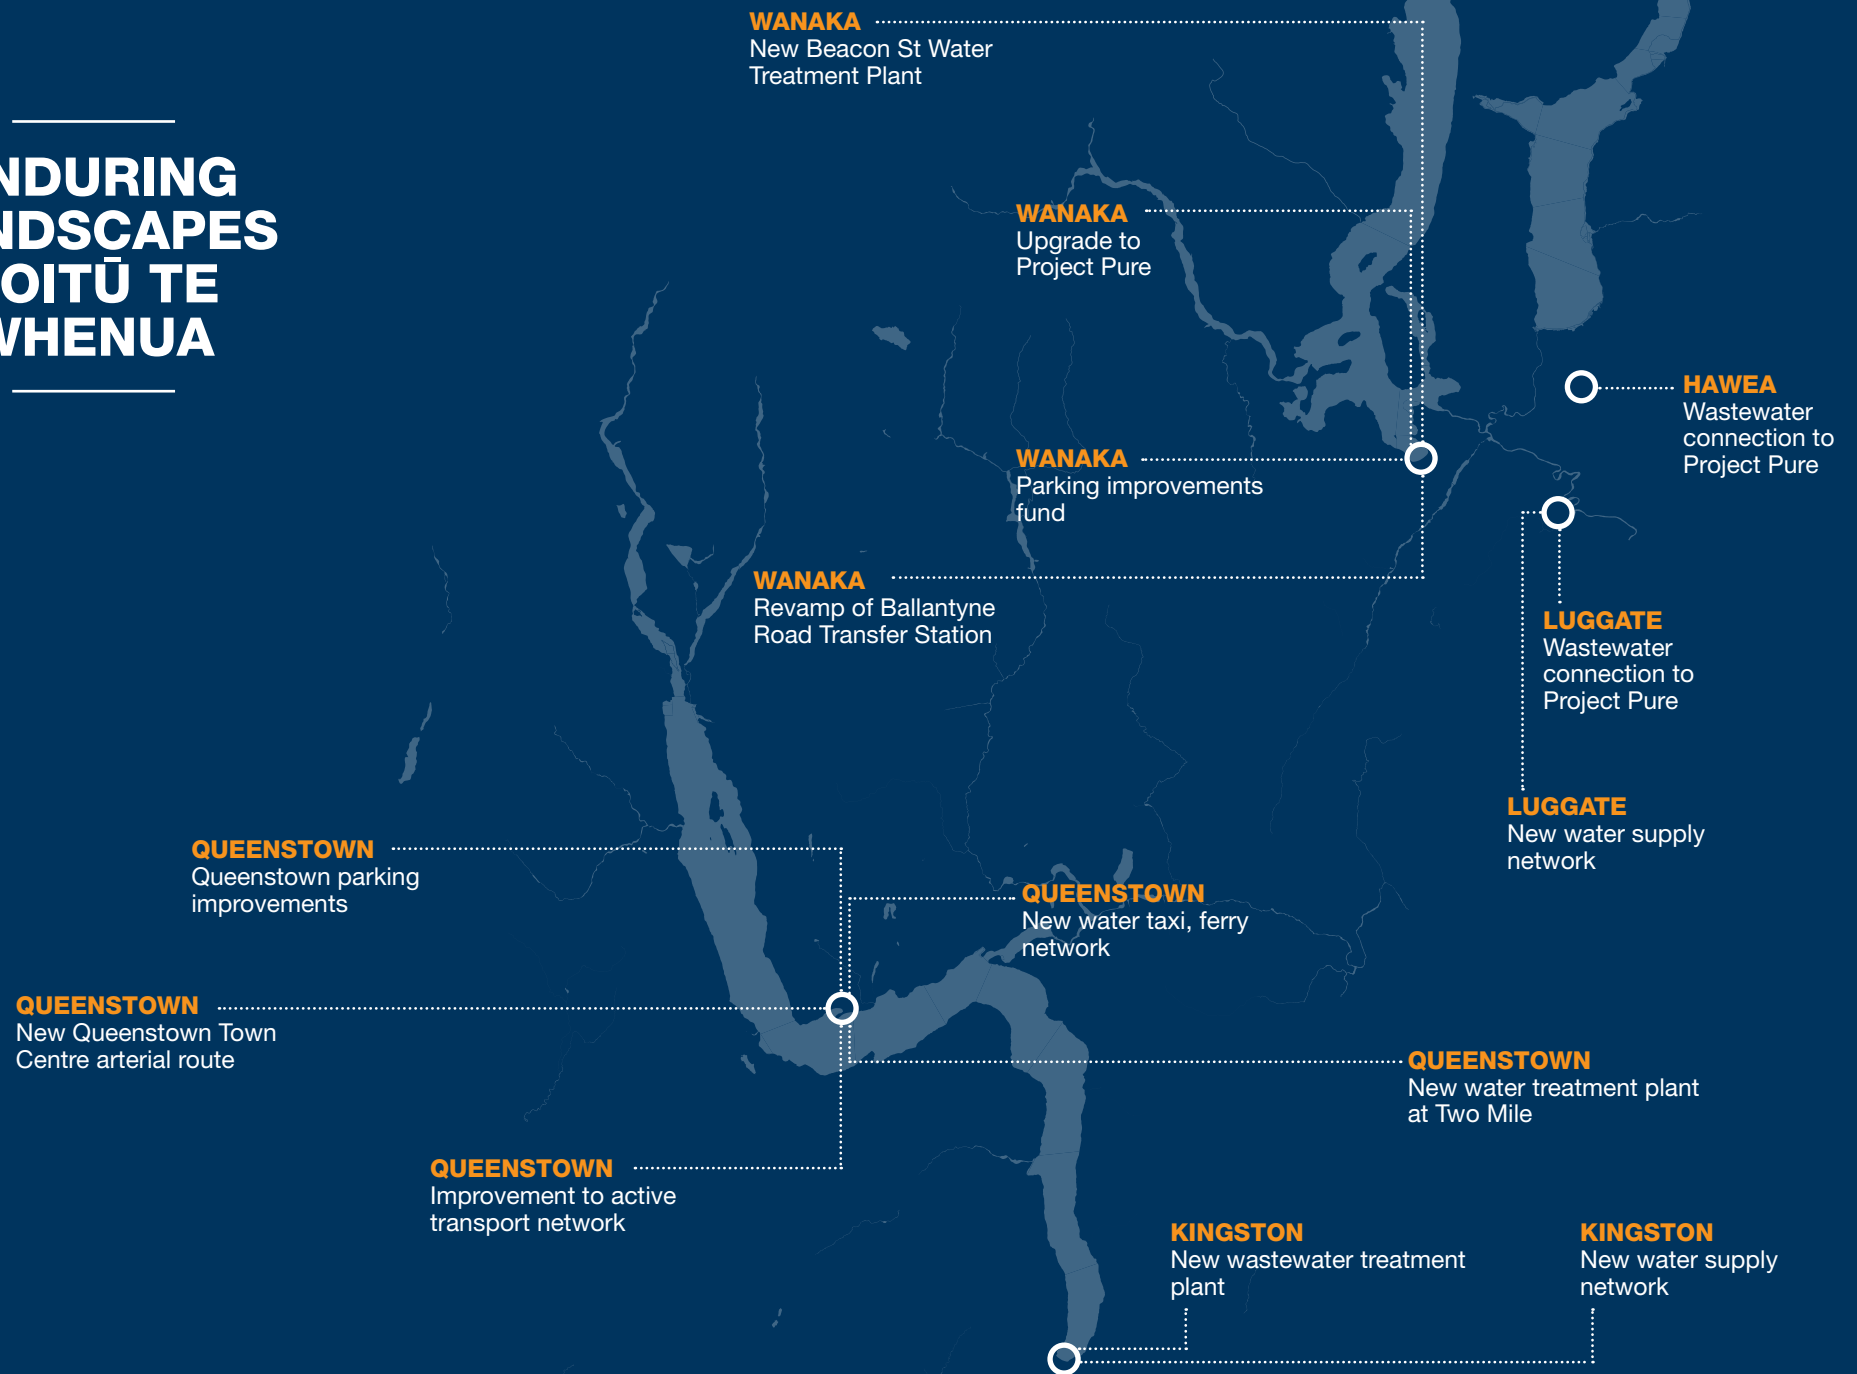 NDURING
NDSCAPES
OITŪ TE
WHENUA
WANAKA
New Beacon St Water
Treatment Plant
WANAKA
Upgrade to
Project Pure
HAWEA
Wastewater
connection to
Project Pure
WANAKA
Parking improvements
fund
WANAKA
Revamp of Ballantyne
Road Transfer Station
LUGGATE
Wastewater
connection to
Project Pure
LUGGATE
New water supply
network
QUEENSTOWN
Queenstown parking
improvements
QUEENSTOWN
New water taxi, ferry
network
QUEENSTOWN
New Queenstown Town
Centre arterial route
QUEENSTOWN
New water treatment plant
at Two Mile
QUEENSTOWN
Improvement to active
transport network
KINGSTON
New wastewater treatment
plant
KINGSTON
New water supply
network